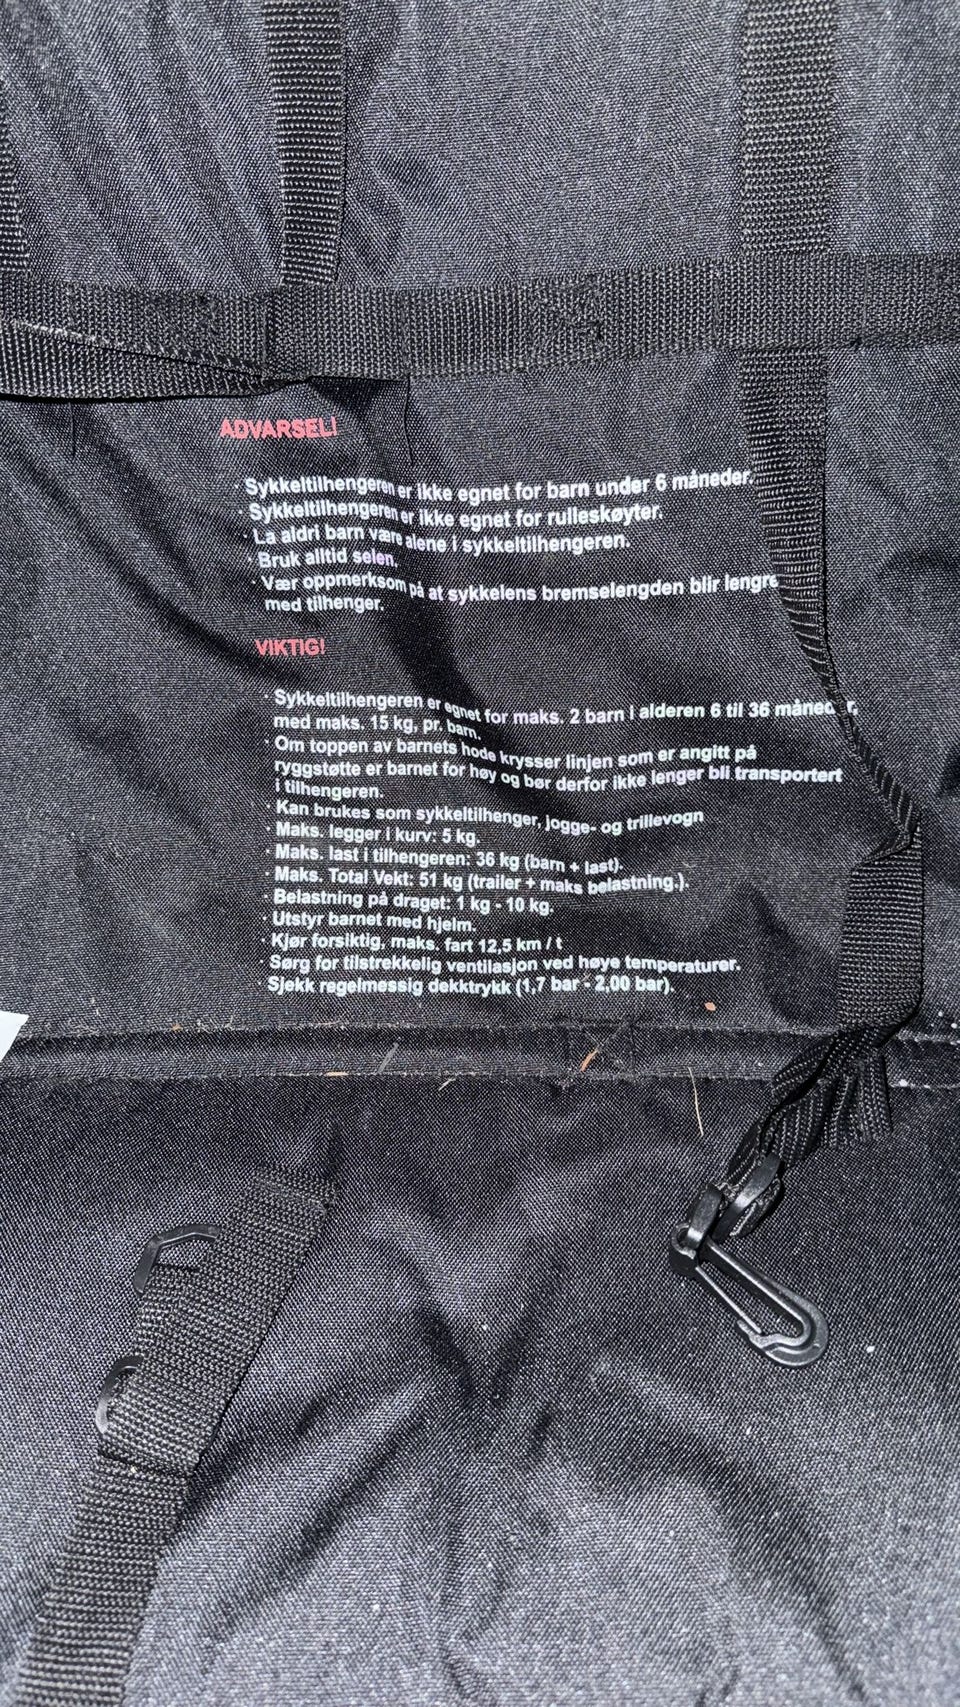 ADVARSEL!
· Sykkeltilhengeren er ikke egnet for barn under 6 måneder.
· Sykkeltilhengeren er ikke egnet for rulleskøyter.
· La aldri barn være alene i sykkeltilhengeren.
· Bruk alltid selen.
· Vær oppmerksom på at sykkelens bremselengden blir lengre
med tilhenger.
VIKTIG!
· Sykkeltilhengeren er egnet for maks. 2 barn i alderen 6 til 36 måneder,
med maks. 15 kg, pr. barn.
· Om toppen av barnets hode krysser linjen som er angitt på
ryggstøtte er barnet for høy og bør derfor ikke lenger bli transportert
i tilhengeren.
· Kan brukes som sykkeltilhenger, jogge- og trillevogn
· Maks. legger i kurv: 5 kg.
· Maks. last i tilhengeren: 36 kg (barn + last).
· Maks. Total Vekt: 51 kg (trailer + maks belastning.).
· Belastning på draget: 1 kg - 10 kg.
· Utstyr barnet med hjelm.
· Kjør forsiktig, maks. fart 12,5 km / t
· Sørg for tilstrekkelig ventilasjon ved høye temperaturer.
· Sjekk regelmessig dekktrykk (1,7 bar - 2,00 bar).